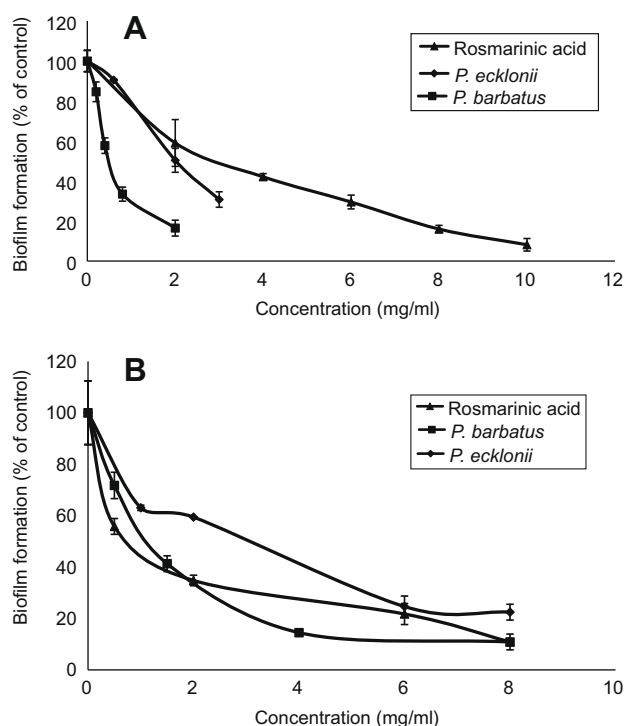 A
120
100
80
60
40
20
0
Biofilm formation (% of control)
Rosmarinic acid
P. ecklonii
P. barbatus
0 2 4 6 8 10 12
Concentration (mg/ml)
B
120
100
80
60
40
20
0
Biofilm formation (% of control)
Rosmarinic acid
P. barbatus
P. ecklonii
0 2 4 6 8 10
Concentration (mg/ml)